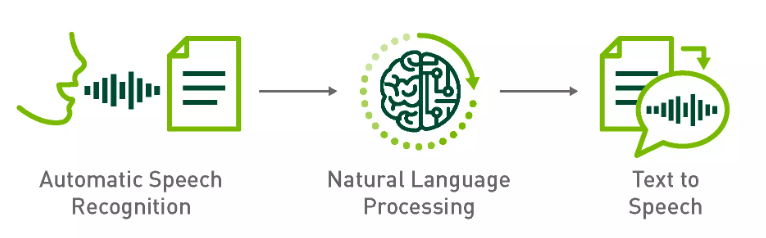 Automatic Speech
Recognition
Natural Language
Processing
Text to
Speech